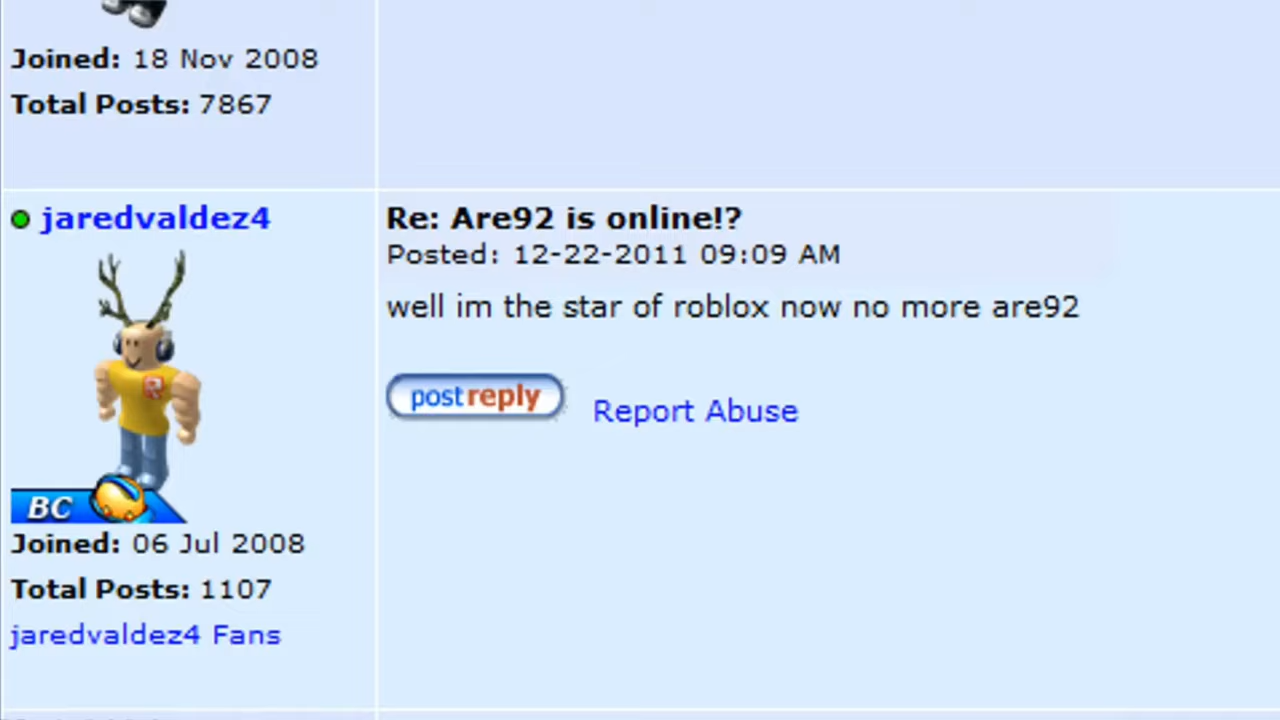 Joined: 18 Nov 2008
Total Posts: 7867
jaredvaldez4
BC
Joined: 06 Jul 2008
Total Posts: 1107
jaredvaldez4 Fans
Re: Are92 is online!?
Posted: 12-22-2011 09:09 AM
well im the star of roblox now no more are92
postreply
Report Abuse